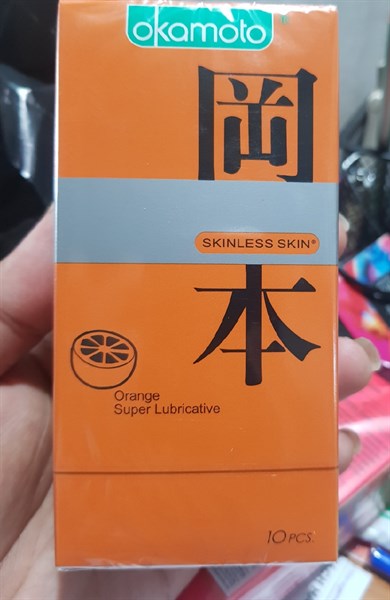 okamoto
岡
SKINLESS SKIN®
本
Orange
Super Lubricative
10 PCS.